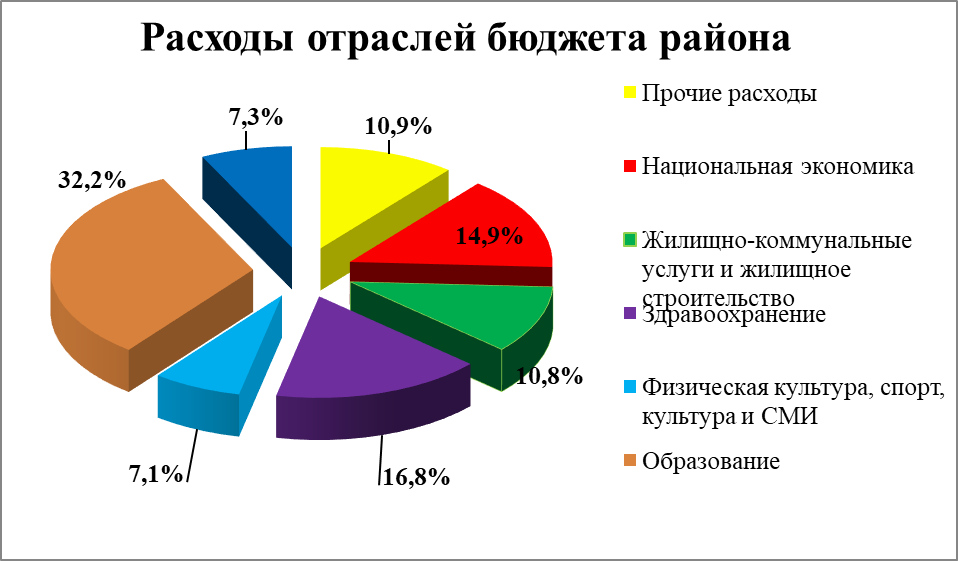 Расходы отраслей бюджета района
7,3%
10,9%
32,2%
14,9%
10,8%
7,1%
16,8%
Прочие расходы
Национальная экономика
Жилищно-коммунальные
услуги и жилищное
строительство
Здравоохранение
Физическая культура, спорт,
культура и СМИ
Образование